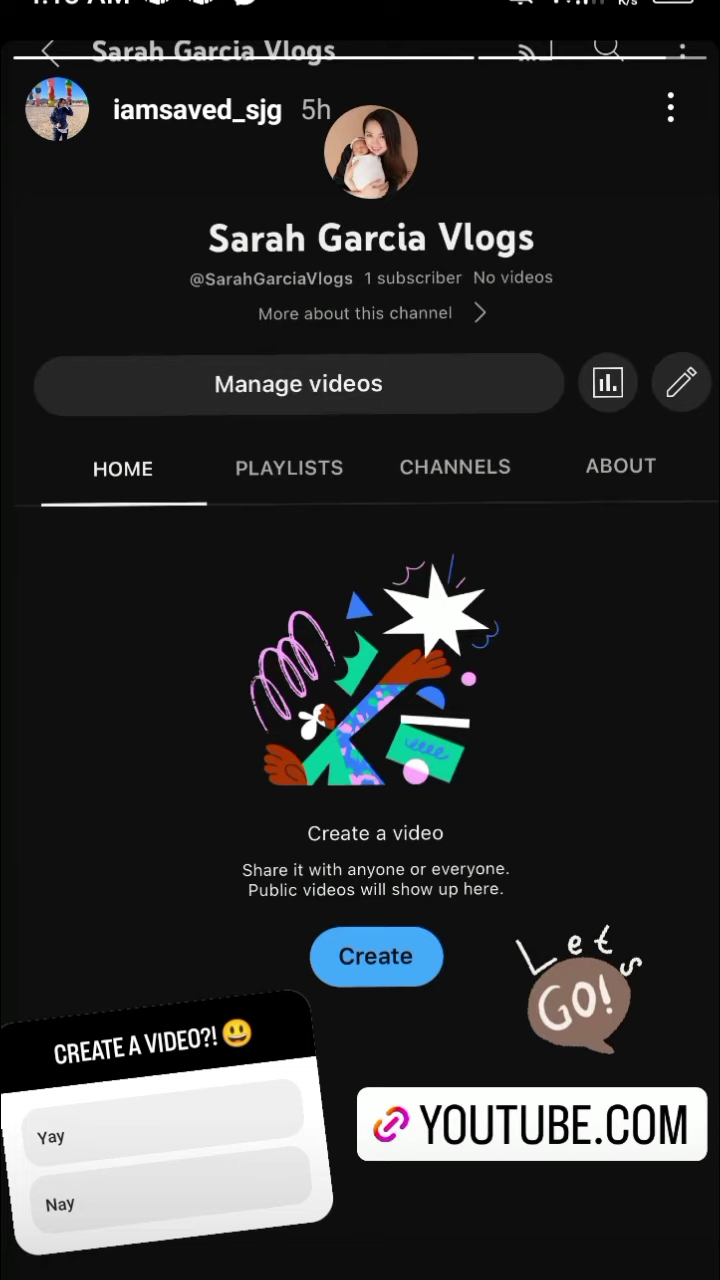 Sarah Garcia Vlogs
iamsaved_sjg 5h
Sarah Garcia Vlogs
@SarahGarciaVlogs 1 subscriber No videos
More about this channel
Manage videos
HOME PLAYLISTS CHANNELS ABOUT
Create a video
Share it with anyone or everyone.
Public videos will show up here.
Create
Lets
GO!
CREATE A VIDEO?! 😃
Yay
Nay
YOUTUBE.COM